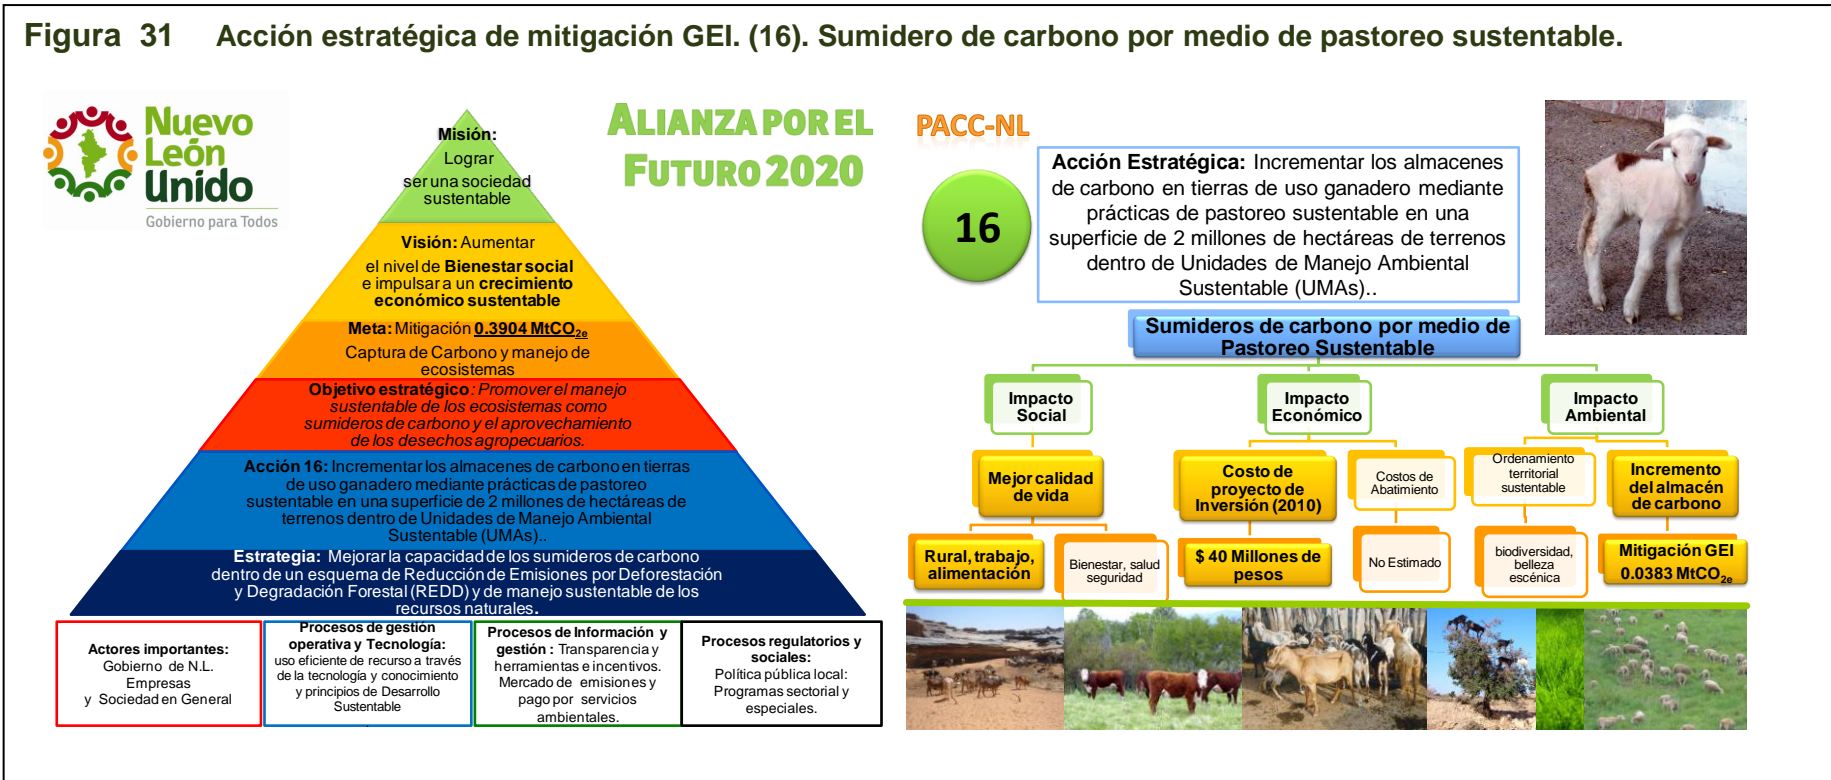 Figura 31 Acción estratégica de mitigación GEI. (16). Sumidero de carbono por medio de pastoreo sustentable.
Nuevo
León
Unido
Gobierno para Todos
ALIANZA POR EL
FUTURO 2020
Misión:
Lograr
ser una sociedad
sustentable
Visión: Aumentar
el nivel de Bienestar social
e impulsar a un crecimiento
económico sustentable
Meta: Mitigación 0.3904 MtCO2e
Captura de Carbono y manejo de
ecosistemas
Objetivo estratégico: Promover el manejo
sustentable de los ecosistemas como
sumideros de carbono y el aprovechamiento
de los desechos agropecuarios.
Acción 16: Incrementar los almacenes de carbono en tierras
de uso ganadero mediante prácticas de pastoreo
sustentable en una superficie de 2 millones de hectáreas de
terrenos dentro de Unidades de Manejo Ambiental
Sustentable (UMAs)..
Estrategia: Mejorar la capacidad de los sumideros de carbono
dentro de un esquema de Reducción de Emisiones por Deforestación
y Degradación Forestal (REDD) y de manejo sustentable de los
recursos naturales.
Actores importantes:
Gobierno de N.L.
Empresas
y Sociedad en General
Procesos de gestión
operativa y Tecnología:
uso eficiente de recurso a través
de la tecnología y conocimiento
y principios de Desarrollo
Sustentable
Procesos de Información y
gestión : Transparencia y
herramientas e incentivos.
Mercado de emisiones y
pago por servicios
ambientales.
Procesos regulatorios y
sociales:
Política pública local:
Programas sectorial y
especiales.
PACC-NL
16
Acción Estratégica: Incrementar los almacenes
de carbono en tierras de uso ganadero mediante
prácticas de pastoreo sustentable en una
superficie de 2 millones de hectáreas de terrenos
dentro de Unidades de Manejo Ambiental
Sustentable (UMAs)..
Sumideros de carbono por medio de
Pastoreo Sustentable
Impacto
Social
Impacto
Económico
Impacto
Ambiental
Mejor calidad
de vida
Costo de
proyecto de
Inversión (2010)
Costos de
Abatimiento
Ordenamiento
territorial
sustentable
Incremento
del almacén
de carbono
Rural, trabajo,
alimentación
Bienestar, salud
seguridad
$ 40 Millones de
pesos
No Estimado
biodiversidad,
belleza
escénica
Mitigación GEI
0.0383 MtCO2e